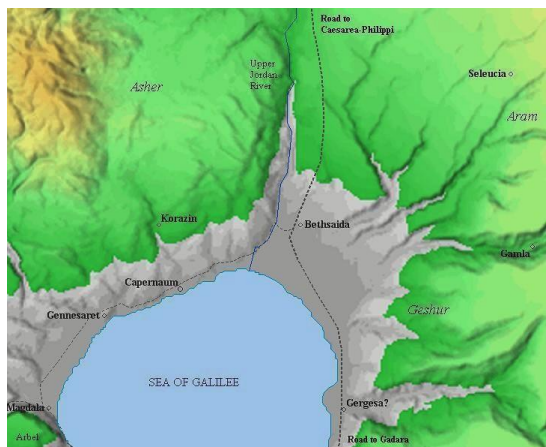 Road to
Caesarea-Philippi
Upper
Jordan
River
Seleucia
Asher
Aram
Korazin
Bethsaida
Gamla
Capernaum
Geshur
Gennesaret
SEA OF GALILEE
Magdala
Gergesa?
Arbel
Road to Gadara